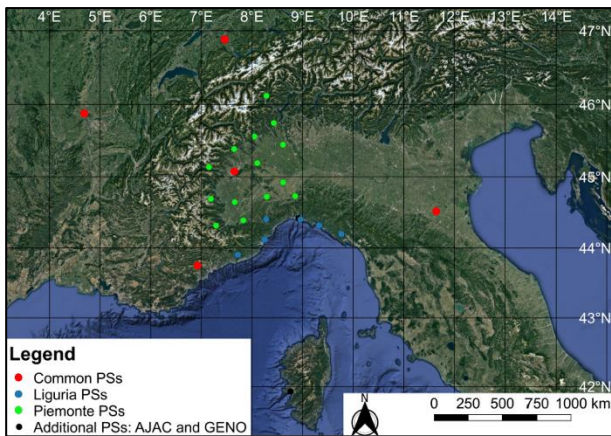 4°E 5°E 6°E 7°E 8°E 9°E 10°E 11°E 12°E 13°E 14°E
47°N
46°N
45°N
44°N
43°N
42°N
Legend
Common PSs
Liguria PSs
Piemonte PSs
Additional PSs: AJAC and GENO
N
0 250 500 750 1000 km